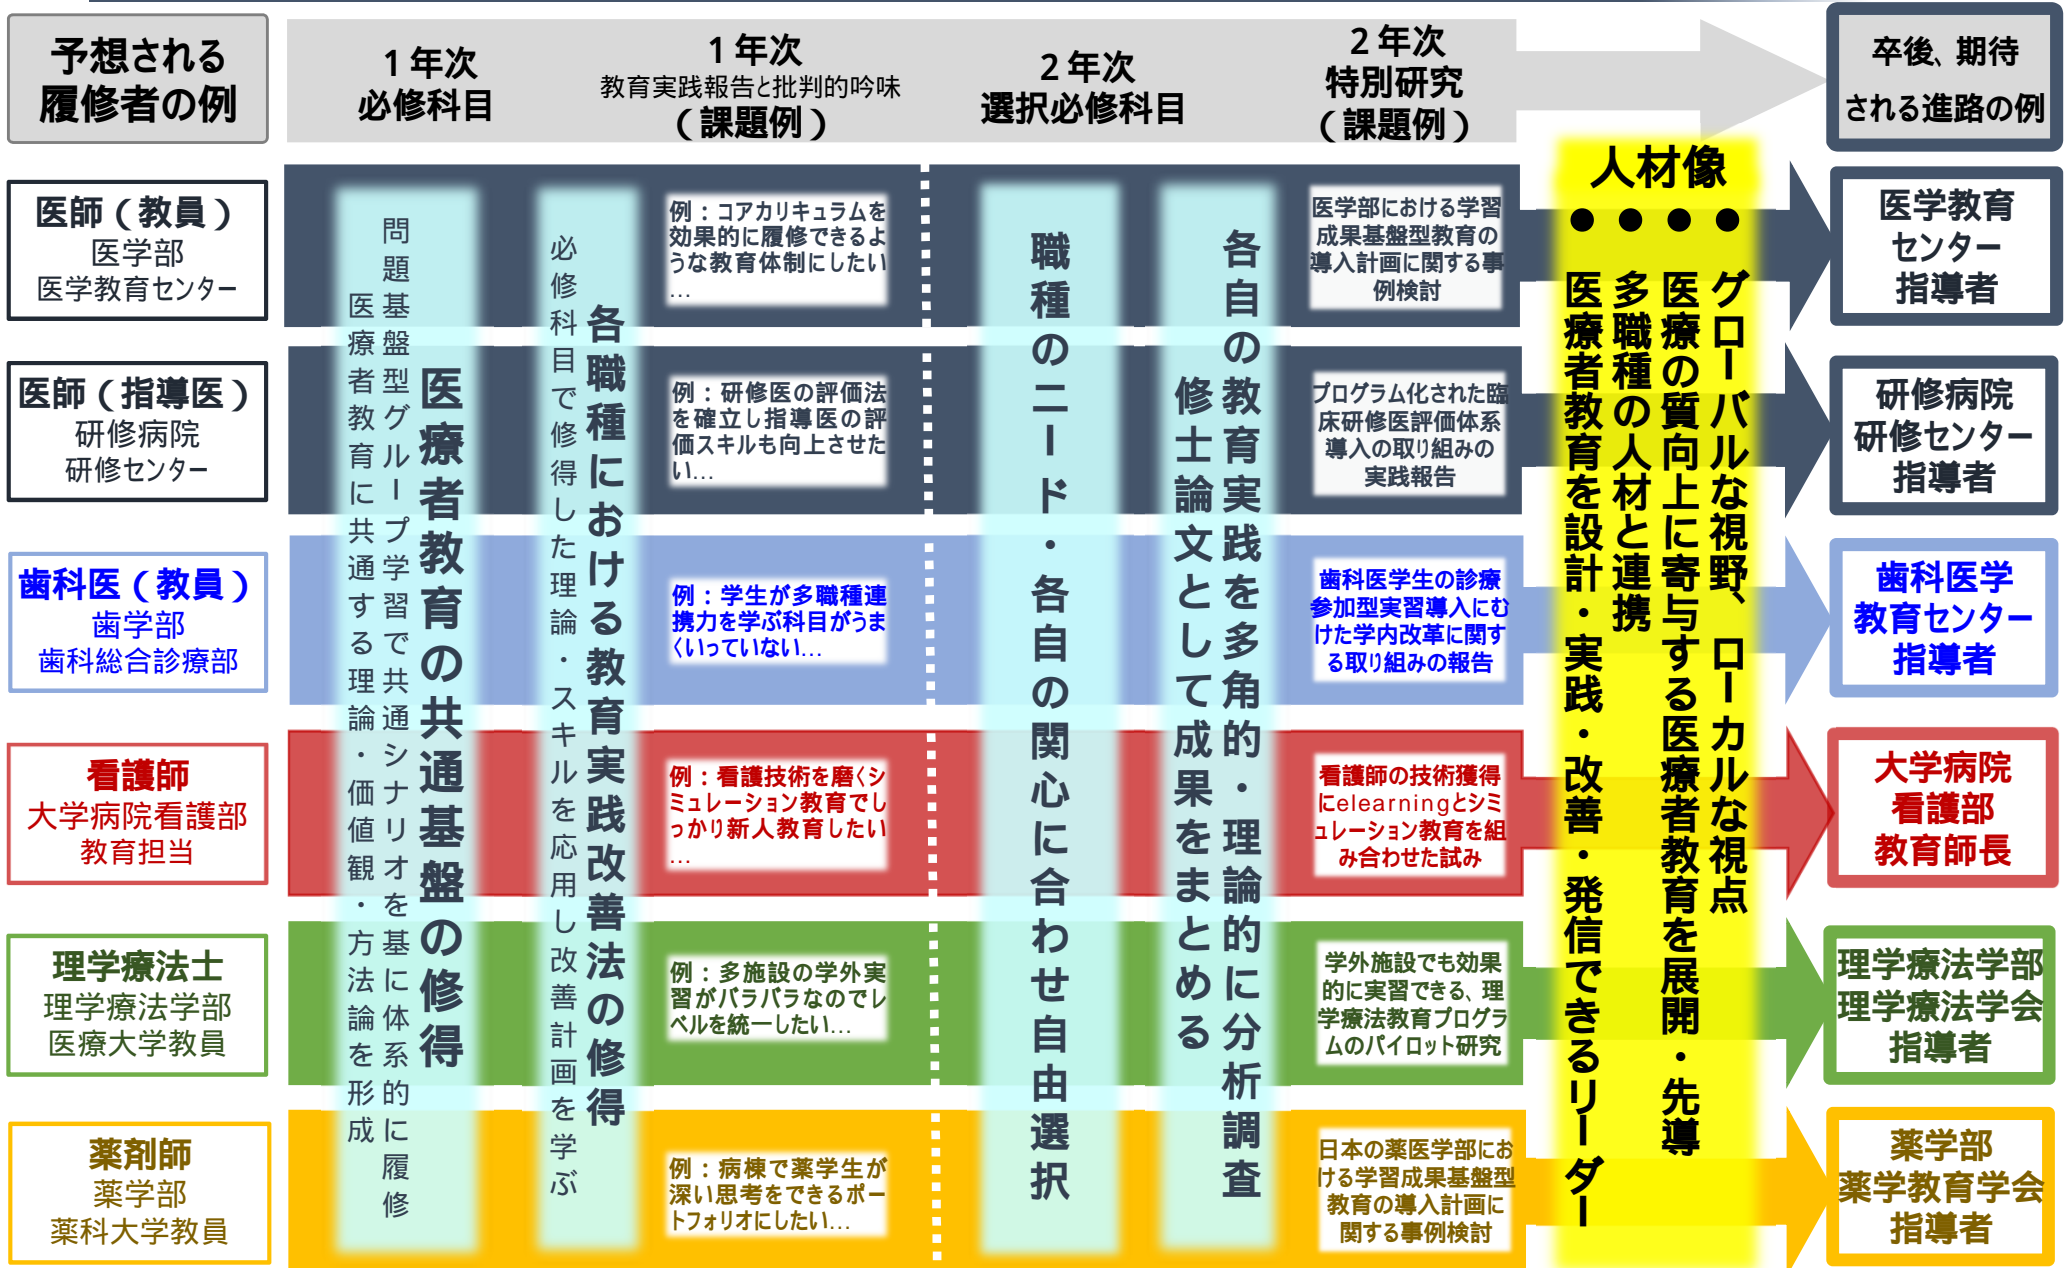 予想される
履修者の例
１年次
必修科目
１年次
教育実践報告と批判的吟味
（課題例）
２年次
選択必修科目
２年次
特別研究
（課題例）
卒後、期待
される進路の例
医師（教員）
医学部
医学教育センター
医師（指導医）
研修病院
研修センター
歯科医（教員）
歯学部
歯科総合診療部
看護師
大学病院看護部
教育担当
理学療法士
理学療法学部
医療大学教員
薬剤師
薬学部
薬科大学教員
医療者教育の共通基盤の修得
問題基盤型グループ学習で共通シナリオを基に体系的に履修
医療者教育に共通する理論・価値観・方法論を形成
各職種における教育実践改善法の修得
必修科目で修得した理論・スキルを応用し改善計画を学ぶ
例：コアカリキュラムを
効果的に履修できるよ
うな教育体制にしたい
…
例：研修医の評価法
を確立し指導医の評
価スキルも向上させた
い…
例：学生が多職種連
携力を学ぶ科目がうま
くいっていない…
例：看護技術を磨くシ
ミュレーション教育でし
っかり新人教育したい
…
例：多施設の学外実
習がバラバラなのでレ
ベルを統一したい…
例：病棟で薬学生が
深い思考をできるポー
トフォリオにしたい…
職種のニード・各自の関心に合わせ自由選択
各自の教育実践を多角的・理論的に分析調査
修士論文として成果をまとめる
医学部における学習
成果基盤型教育の
導入計画に関する事
例検討
プログラム化された臨
床研修医評価体系
導入の取り組みの
実践報告
歯科医学生の診療
参加型実習導入にむ
けた学内改革に関す
る取り組みの報告
看護師の技術獲得
にelearningとシミ
ュレーション教育を組
み合わせた試み
学外施設でも効果
的に実習できる、理
学療法教育プログラ
ムのパイロット研究
日本の薬医学部にお
ける学習成果基盤型
教育の導入計画に
関する事例検討
人材像
●グローバルな視野、ローカルな視点
●医療の質向上に寄与する医療者教育を展開・先導
●多職種の人材と連携
●医療者教育を設計・実践・改善・発信できるリーダー
医学教育
センター
指導者
研修病院
研修センター
指導者
歯科医学
教育センター
指導者
大学病院
看護部
教育師長
理学療法学部
理学療法学会
指導者
薬学部
薬学教育学会
指導者